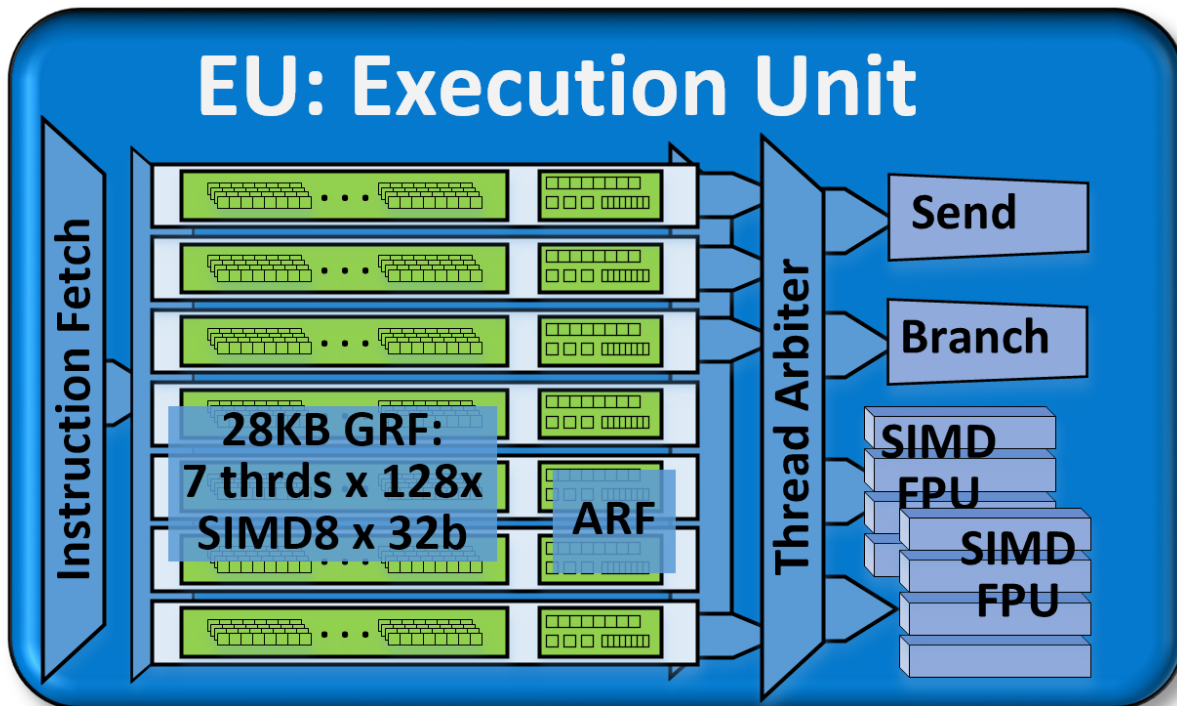 EU: Execution Unit
Instruction Fetch
28KB GRF:
7 thrds x 128x
SIMD8 x 32b
ARF
Thread Arbiter
Send
Branch
SIMD
FPU
SIMD
FPU